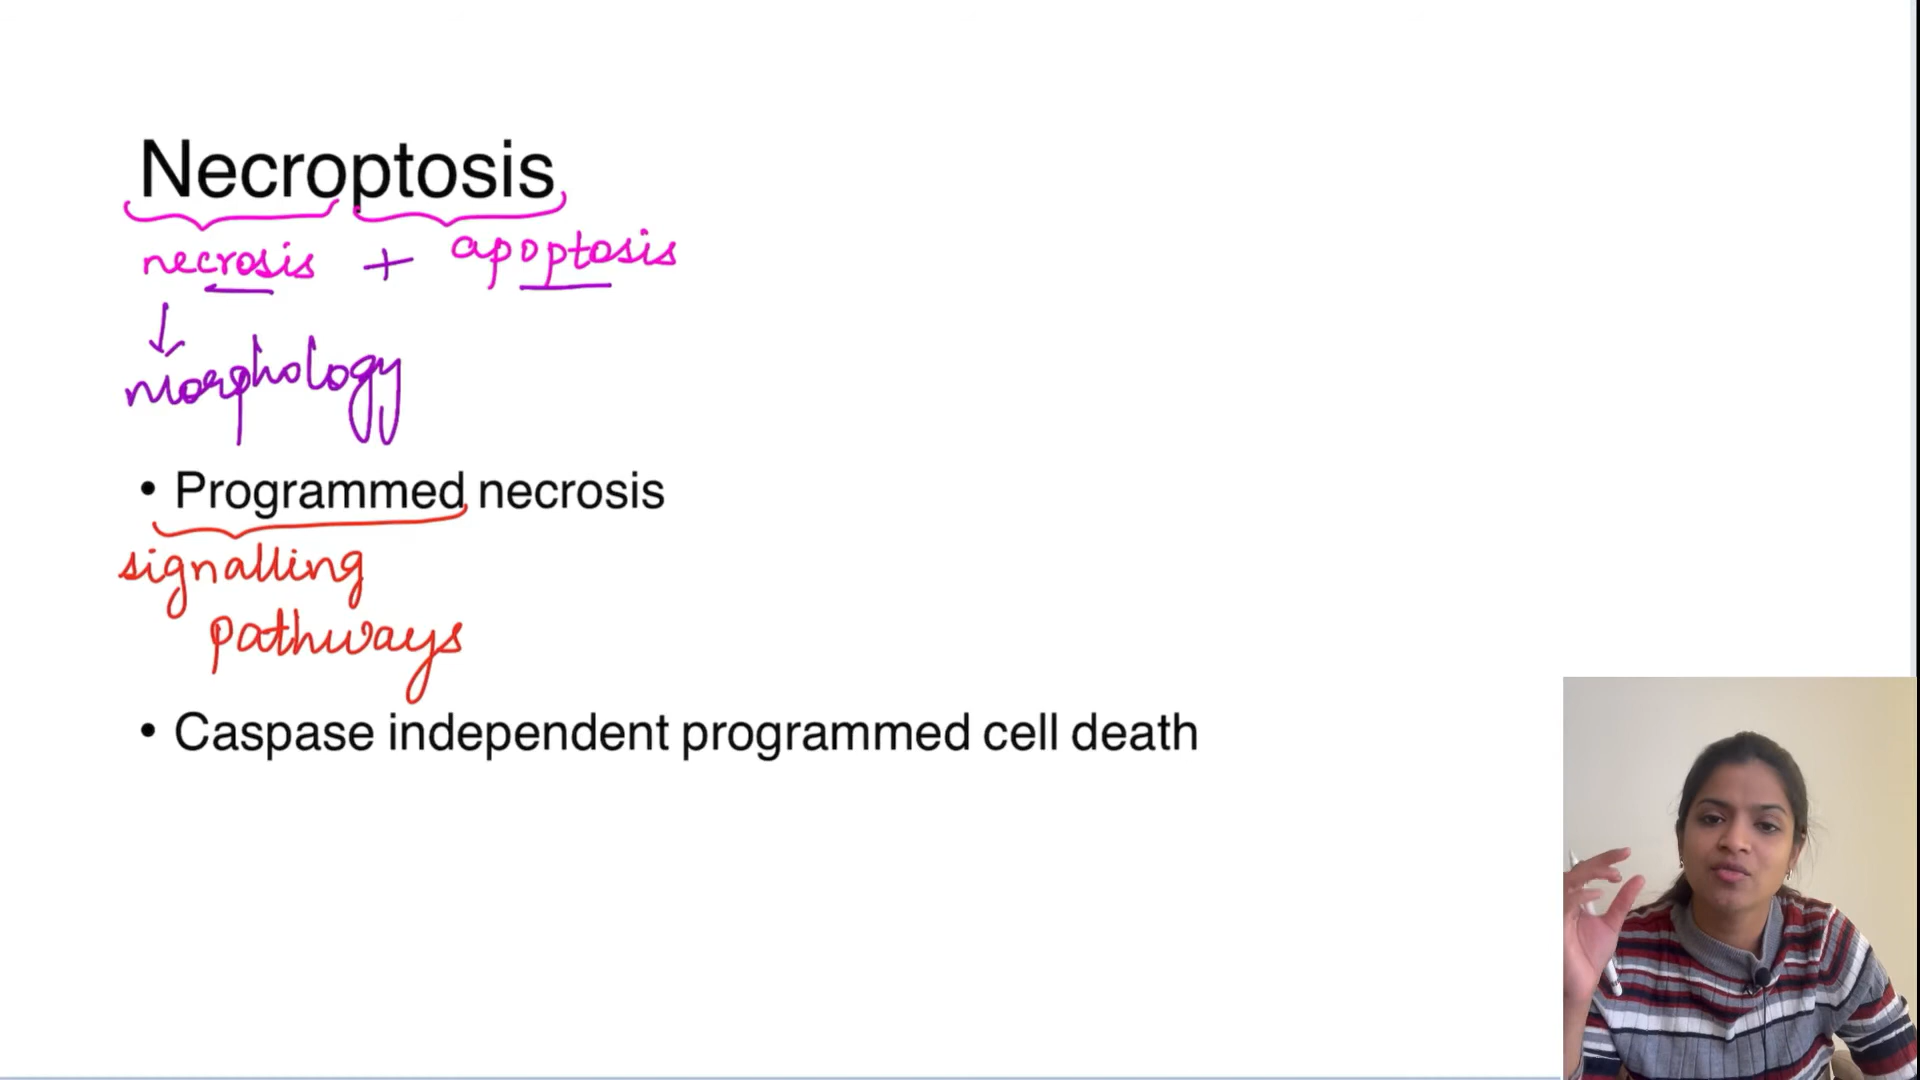 Necroptosis
necrosis + apoptosis
↓
morphology
• Programmed necrosis
signalling
pathways
• Caspase independent programmed cell death